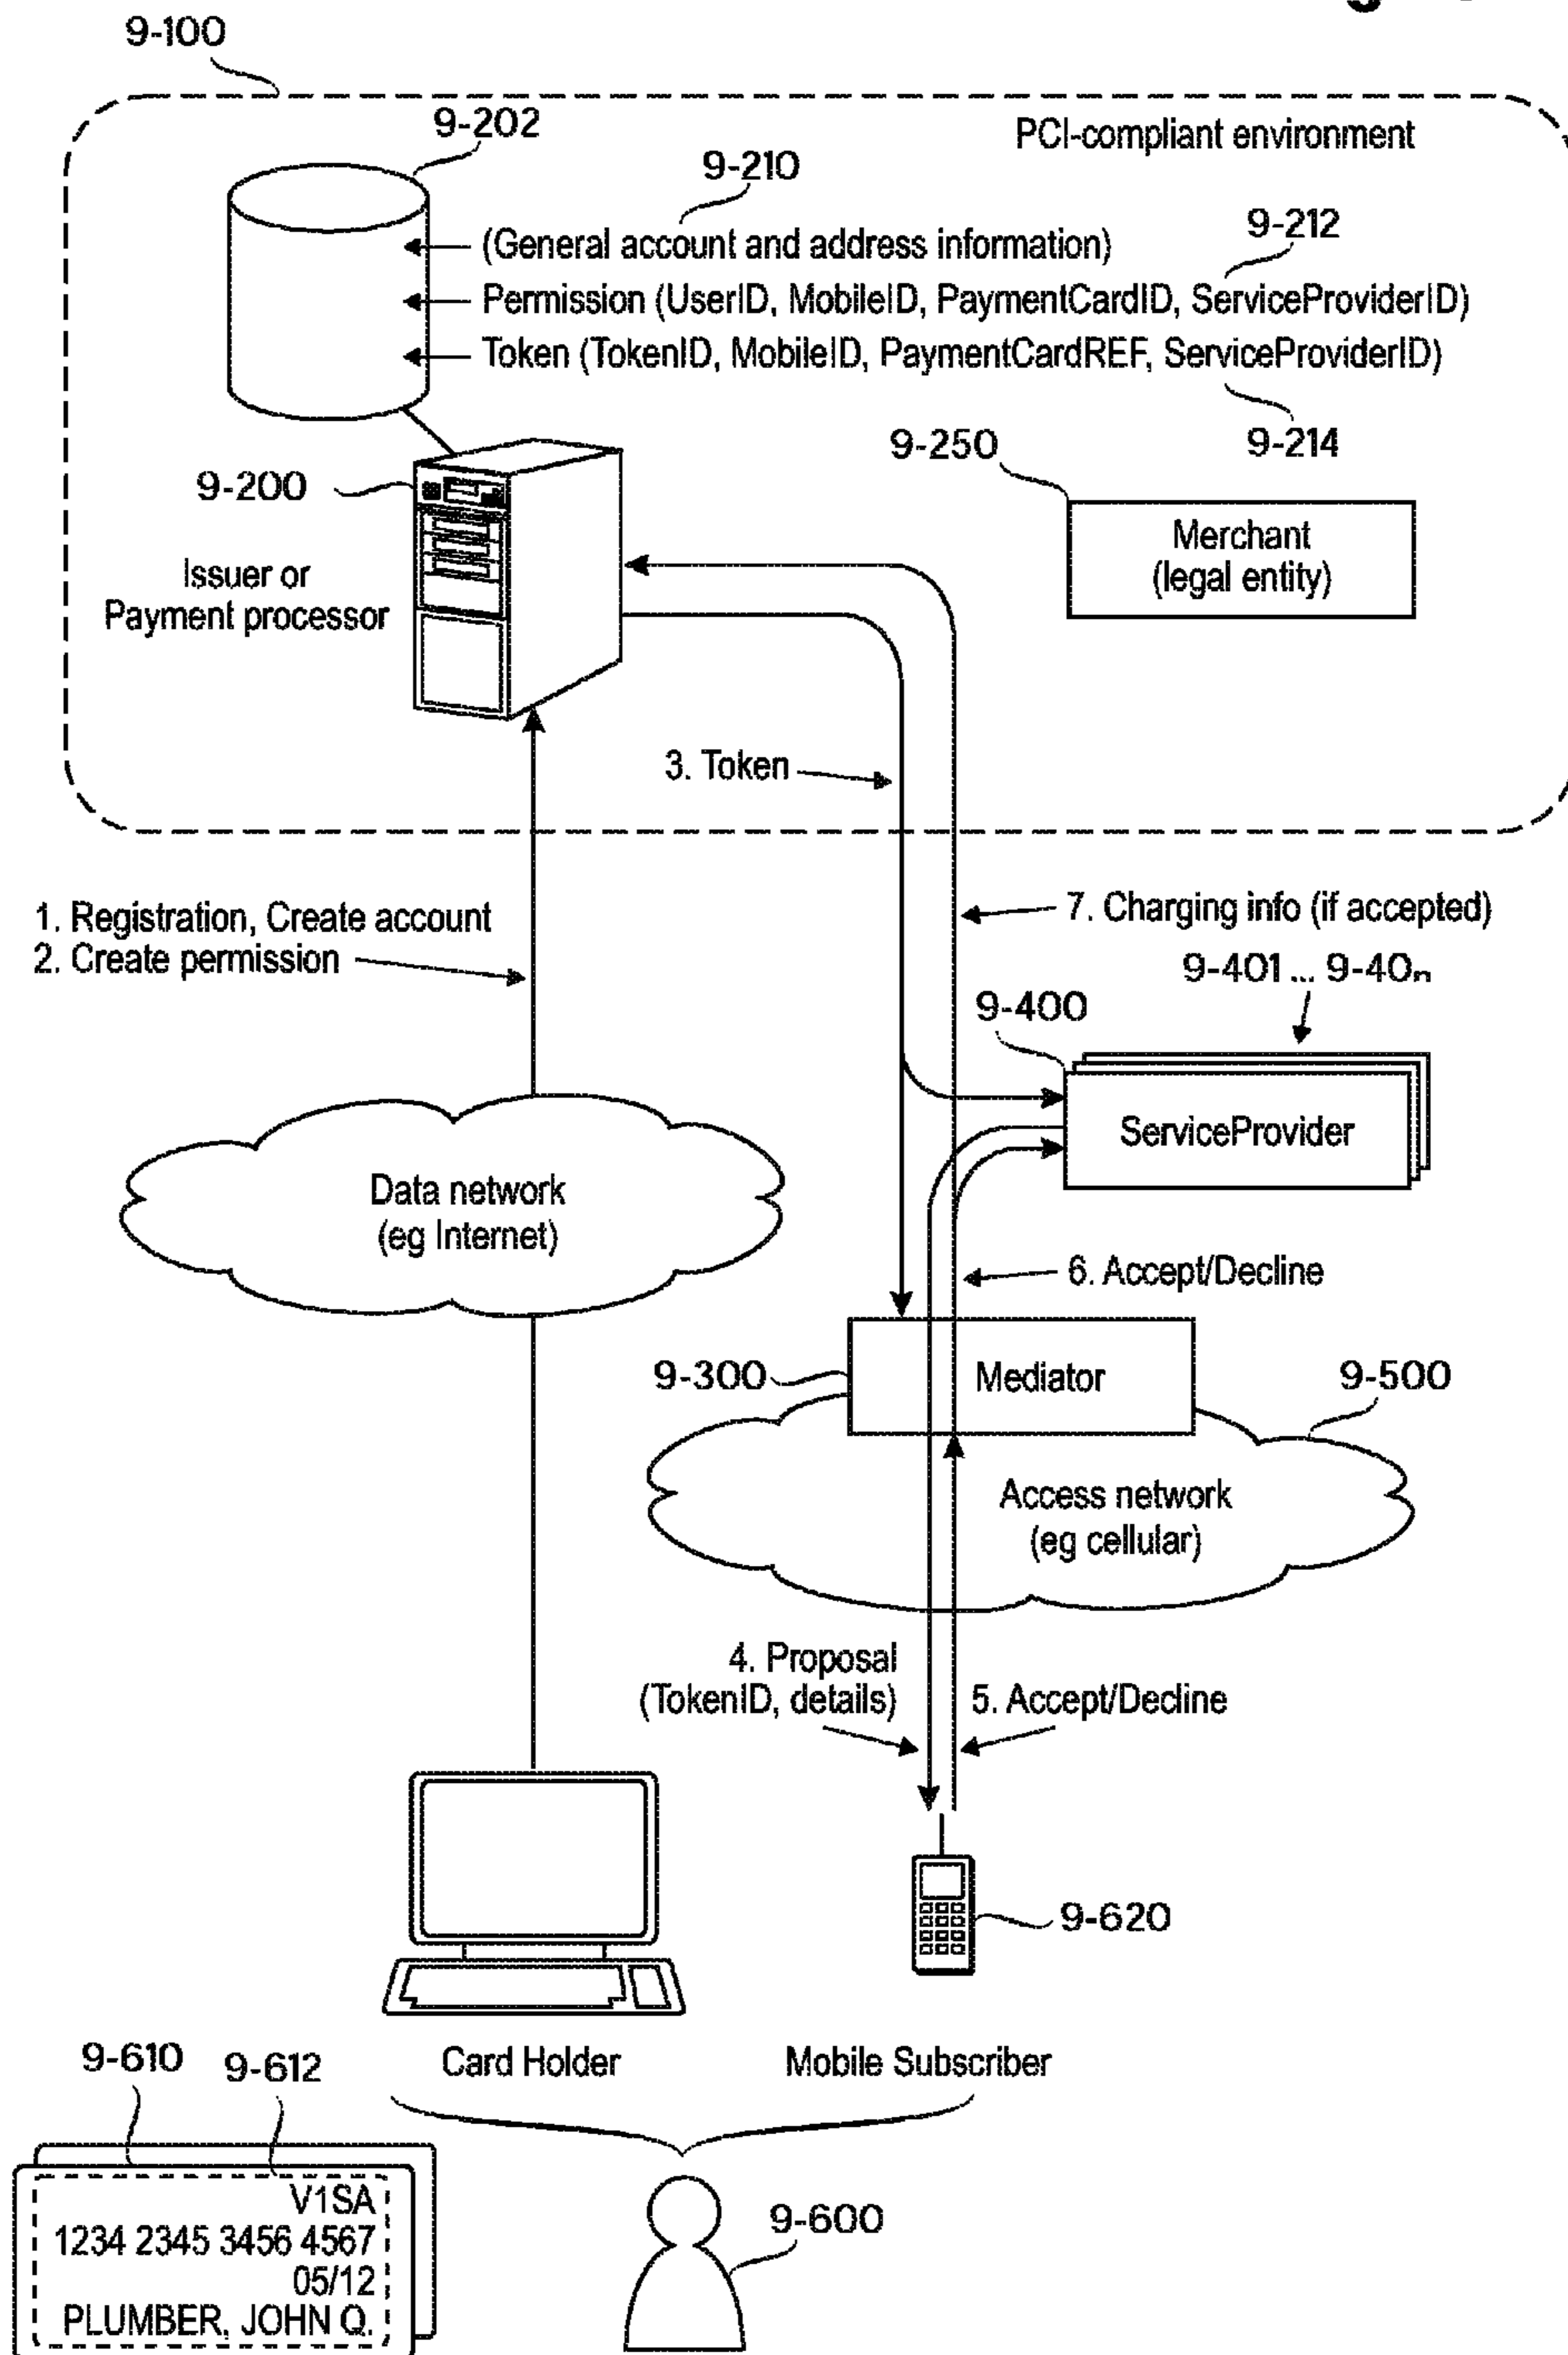 9-100
9-202
PCI-compliant environment
9-210
(General account and address information)
9-212
Permission (UserID, MobileID, PaymentCardID, ServiceProviderID)
Token (TokenID, MobileID, PaymentCardREF, ServiceProviderID)
9-214
9-250
9-200
Merchant
(legal entity)
Issuer or
Payment processor
3. Token
1. Registration, Create account
2. Create permission
7. Charging info (if accepted)
9-401 ... 9-40n
9-400
ServiceProvider
Data network
(eg Internet)
6. Accept/Decline
9-300
Mediator
9-500
Access network
(eg cellular)
4. Proposal
(TokenID, details)
5. Accept/Decline
9-620
9-610
9-612
Card Holder
Mobile Subscriber
V1SA
1234 2345 3456 4567
05/12
PLUMBER, JOHN Q.
9-600